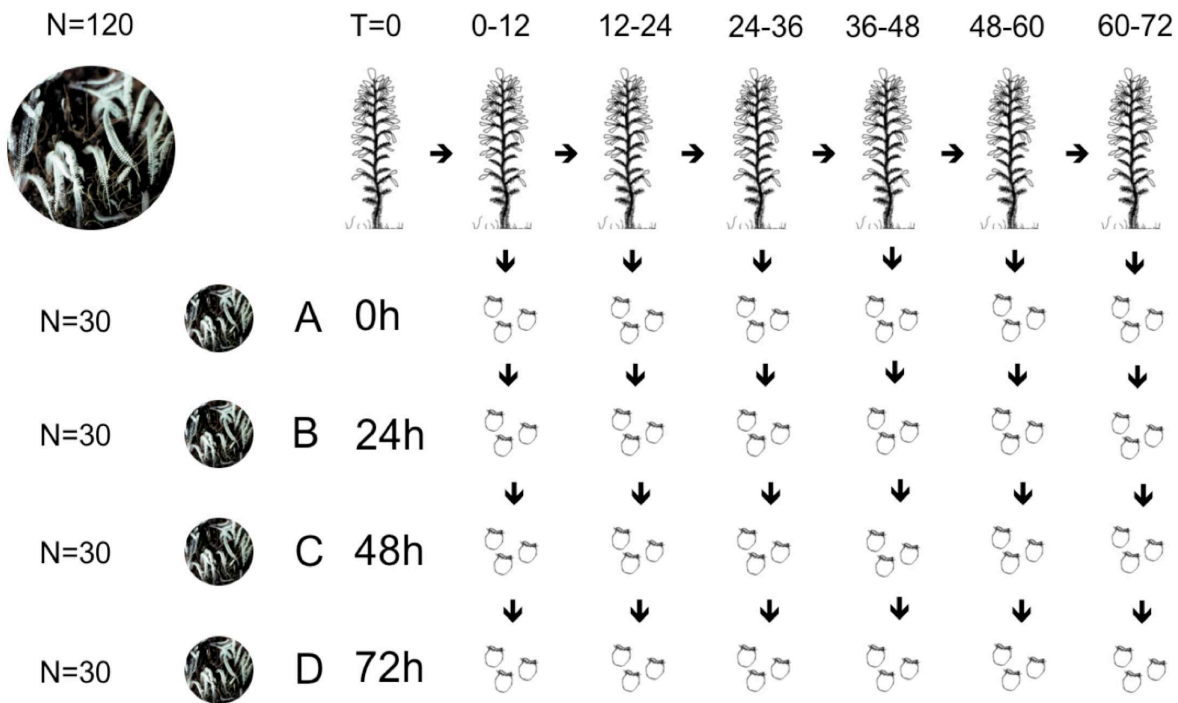 N=120 T=0 0-12 12-24 24-36 36-48 48-60 60-72
N=30 A 0h
N=30 B 24h
N=30 C 48h
N=30 D 72h